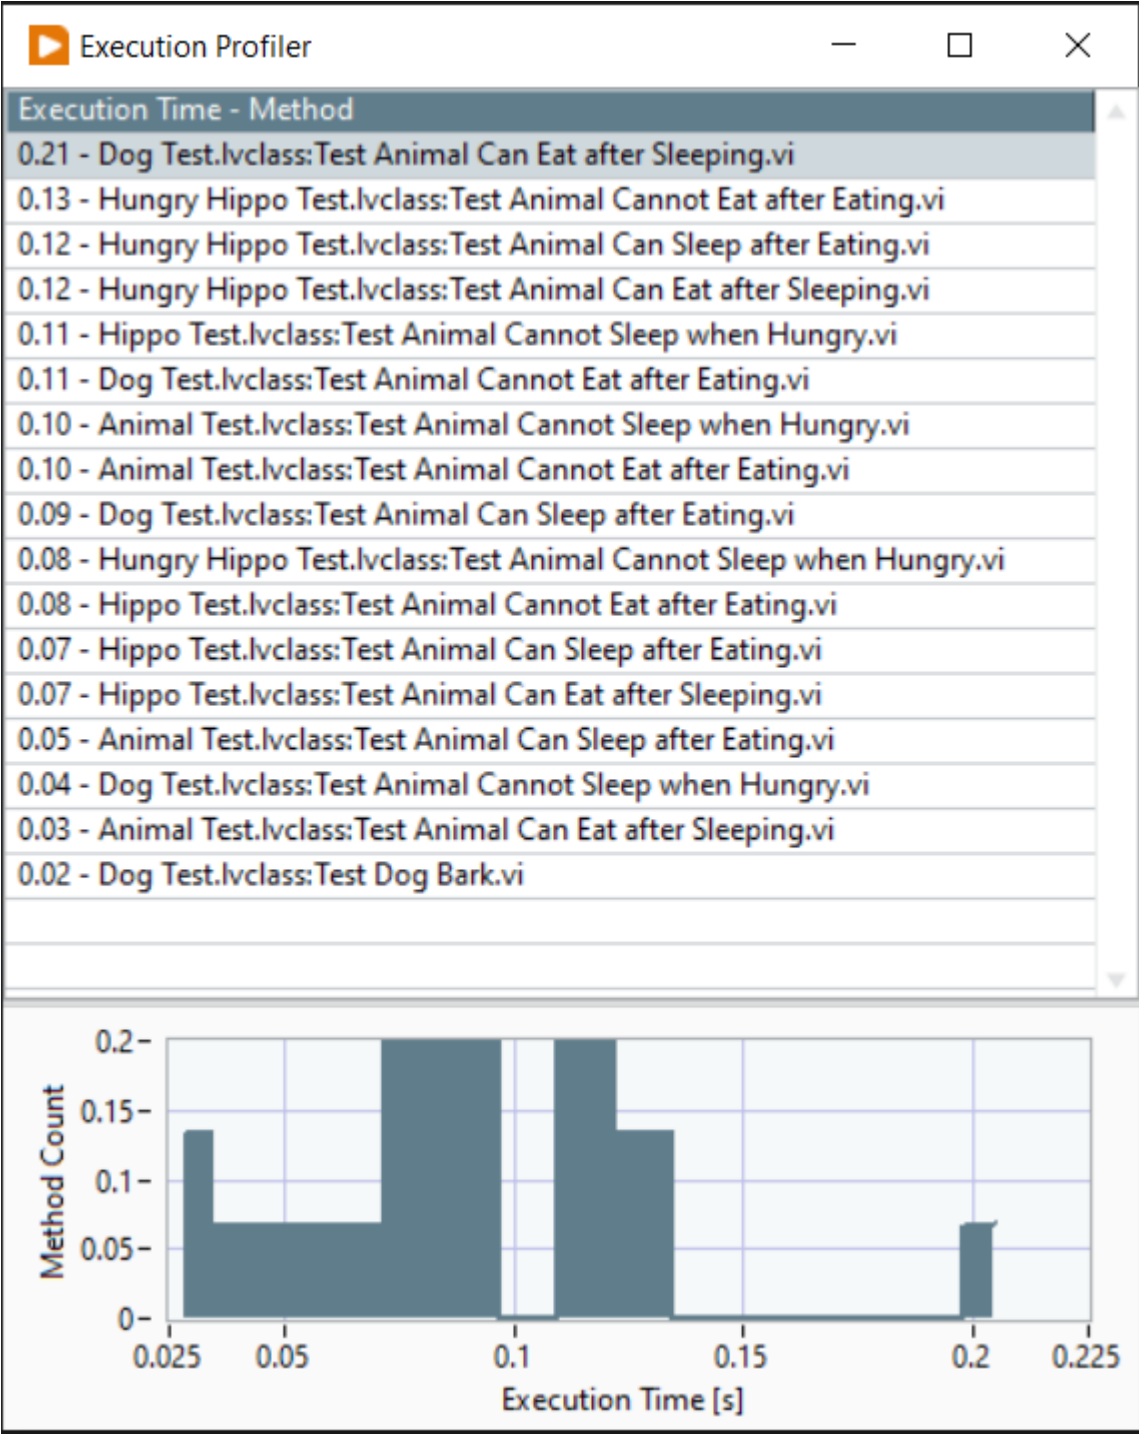 Execution Profiler
Execution Time - Method
0.21 - Dog Test.lvclass:Test Animal Can Eat after Sleeping.vi
0.13 - Hungry Hippo Test.lvclass:Test Animal Cannot Eat after Eating.vi
0.12 - Hungry Hippo Test.lvclass:Test Animal Can Sleep after Eating.vi
0.12 - Hungry Hippo Test.lvclass:Test Animal Can Eat after Sleeping.vi
0.11 - Hippo Test.lvclass:Test Animal Cannot Sleep when Hungry.vi
0.11 - Dog Test.lvclass:Test Animal Cannot Eat after Eating.vi
0.10 - Animal Test.lvclass:Test Animal Cannot Sleep when Hungry.vi
0.10 - Animal Test.lvclass:Test Animal Cannot Eat after Eating.vi
0.09 - Dog Test.lvclass:Test Animal Can Sleep after Eating.vi
0.08 - Hungry Hippo Test.lvclass:Test Animal Cannot Sleep when Hungry.vi
0.08 - Hippo Test.lvclass:Test Animal Cannot Eat after Eating.vi
0.07 - Hippo Test.lvclass:Test Animal Can Sleep after Eating.vi
0.07 - Hippo Test.lvclass:Test Animal Can Eat after Sleeping.vi
0.05 - Animal Test.lvclass:Test Animal Can Sleep after Eating.vi
0.04 - Dog Test.lvclass:Test Animal Cannot Sleep when Hungry.vi
0.03 - Animal Test.lvclass:Test Animal Can Eat after Sleeping.vi
0.02 - Dog Test.lvclass:Test Dog Bark.vi
Method Count
0.2
0.15
0.1
0.05
0
0.025 0.05 0.1 0.15 0.2 0.225
Execution Time [s]